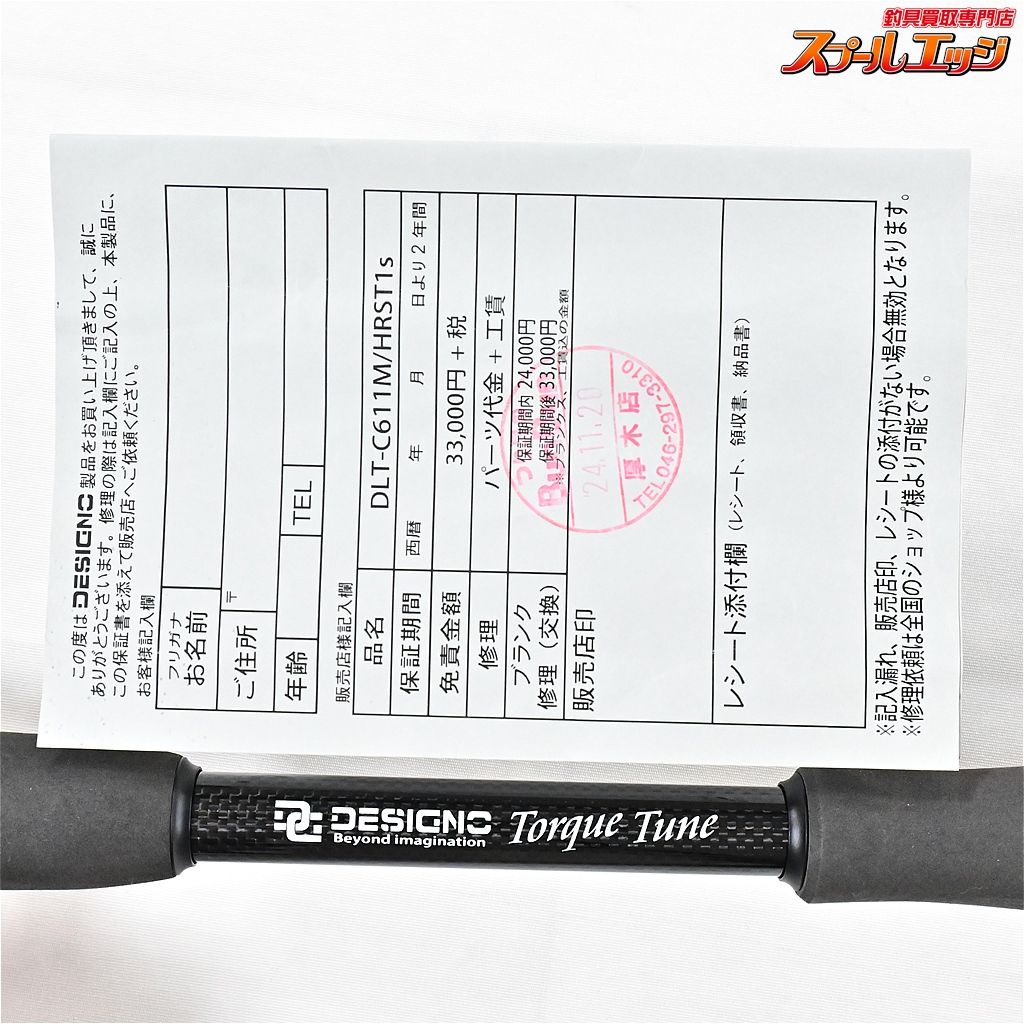 釣具買取専門店
スプールエッジ
この度は DESIGNO 製品をお買い上げ頂きまして、誠に
ありがとうございます。修理の際は記入欄にご記入の上、本製品に、
この保証書を添えて販売店へご依頼ください。
お客様記入欄
フリガナ
お名前
ご住所 〒
年齢 TEL
販売店様記入欄
品名 DLT-C611M/HRST1s
保証期間 西暦 年 月 日より2年間
免責金額 33,000円 + 税
修理 パーツ代金 + 工賃
ブランク
修理（交換）
保証期間内 24,000円
保証期間後 33,000円
※ブランクス、工賃込の金額
販売店印
24.11.20
厚木店
TEL046-297-3310
レシート添付欄（レシート、領収書、納品書）
※記入漏れ、販売店印、レシートの添付がない場合無効となります。
※修理依頼は全国のショップ様より可能です。
DESIGNO
Beyond imagination
Torque Tune